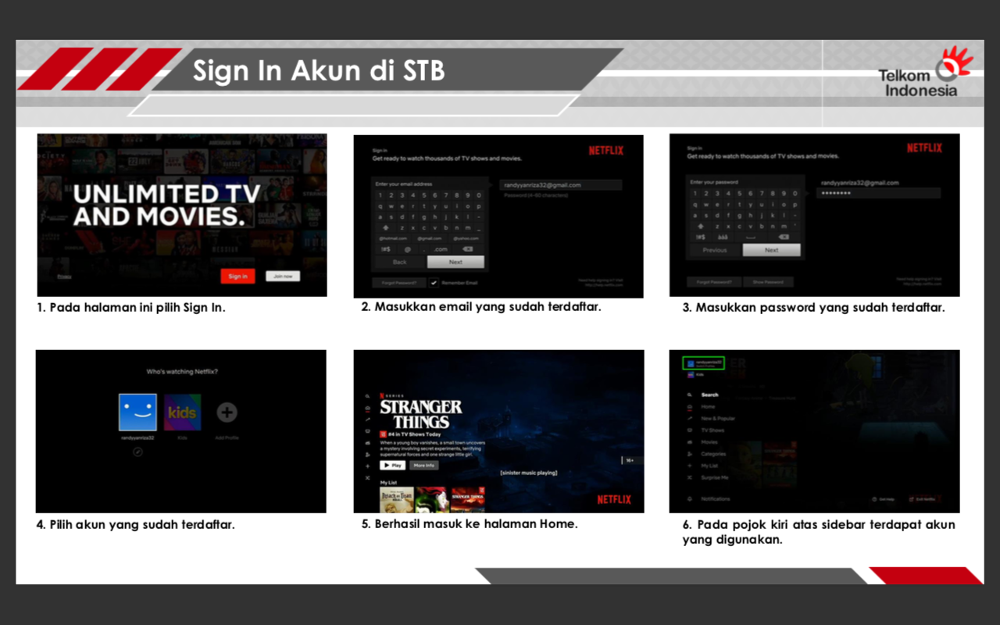 Sign In Akun di STB
Telkom
Indonesia
UNLIMITED TV
AND MOVIES.
Privacy
Sign in
Join now
1. Pada halaman ini pilih Sign In.
Sign In
NETFLIX
Get ready to watch thousands of TV shows and movies.
Enter your email address
randyyanriza32@gmail.com
Password (4-60 characters)
1 2 3 4 5 6 7 8 9 0
q w e r t y u i o p
a s d f g h j k l -
z x c v b n m _
@hotmail.com @gmail.com @yahoo.com
!#$ @ . .com
Back
Next
Forgot Password?
Remember Email
Need help signing in? Visit
http://help.netflix.com
2. Masukkan email yang sudah terdaftar.
Sign In
NETFLIX
Get ready to watch thousands of TV shows and movies.
Enter your password
randyyanriza32@gmail.com
********
1 2 3 4 5 6 7 8 9 0
q w e r t y u i o p
a s d f g h j k l -
z x c v b n m
!#$ àäâ
Previous
Next
Forgot Password?
Show Password
Need help signing in? Visit
http://help.netflix.com
3. Masukkan password yang sudah terdaftar.
Who's watching Netflix?
kids
randyyanriza32
Kids
Add Profile
4. Pilih akun yang sudah terdaftar.
SERIES
STRANGER
THINGS
#4 in TV Shows Today
When a young boy vanishes, a small town uncovers
a mystery involving secret experiments, terrifying
supernatural forces and one strange little girl.
Play
More Info
16+
[sinister music playing]
My List
STRANGER THINGS
NETFLIX
5. Berhasil masuk ke halaman Home.
randyyanriza32
Kids
Search
Home
New & Popular
TV Shows
Movies
Categories
My List
Surprise Me
Notifications
Get Help
Exit Netflix
6. Pada pojok kiri atas sidebar terdapat akun
yang digunakan.